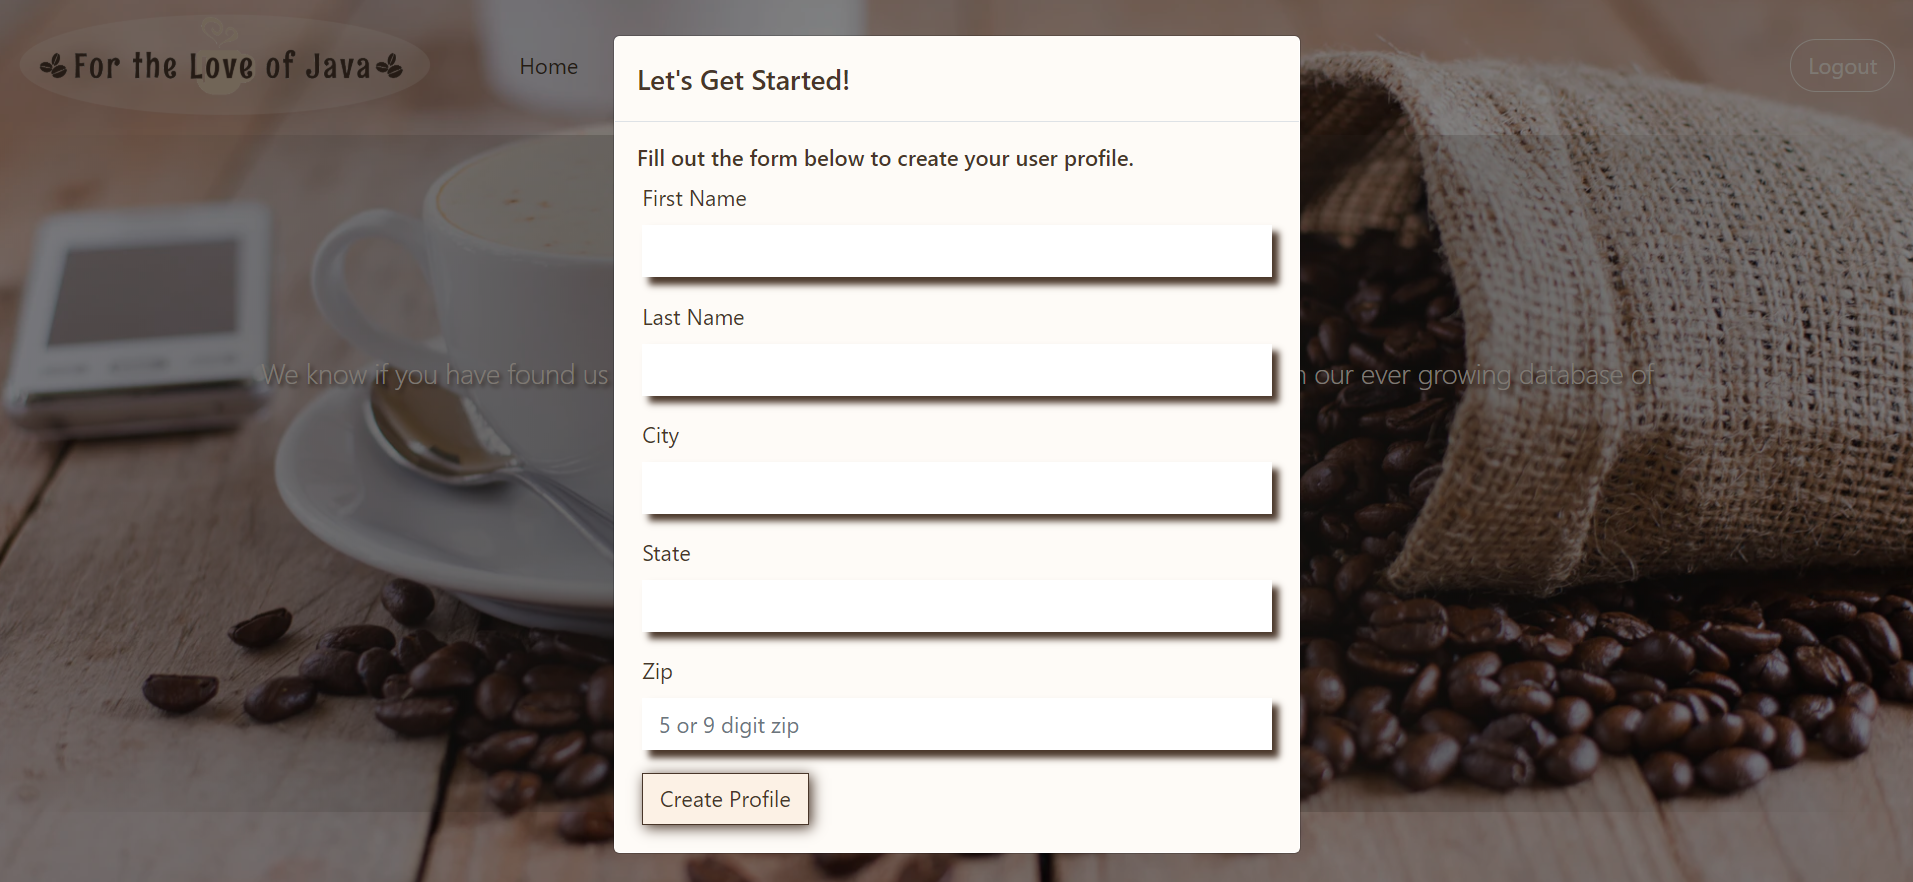 For the Love of Java
Home
Logout
Let's Get Started!
Fill out the form below to create your user profile.
First Name
Last Name
We know if you have found us
our ever growing database of
City
State
Zip
5 or 9 digit zip
Create Profile